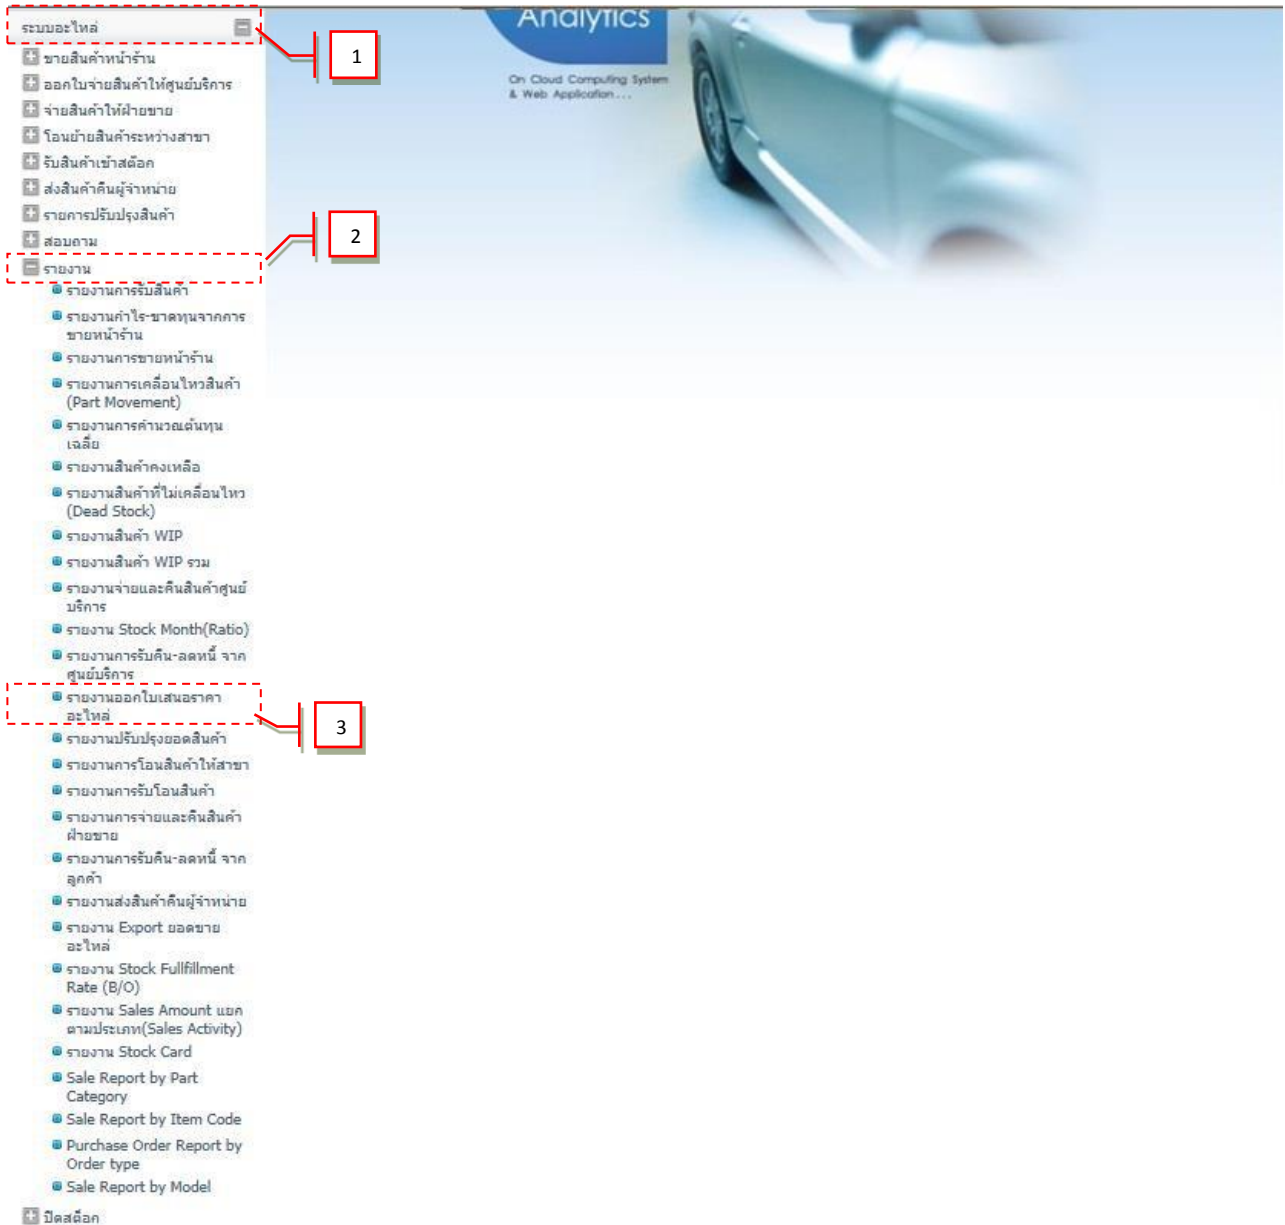 ระบบอะไหล่
1
ขายสินค้าหน้าร้าน
ออกใบจ่ายสินค้าให้ศูนย์บริการ
จ่ายสินค้าให้ฝ่ายขาย
โอนย้ายสินค้าระหว่างสาขา
รับสินค้าเข้าสต๊อก
ส่งสินค้าคืนผู้จำหน่าย
รายการปรับปรุงสินค้า
สอบถาม
2
รายงาน
รายงานการรับสินค้า
รายงานกำไร-ขาดทุนจากการ
ขายหน้าร้าน
รายงานการขายหน้าร้าน
รายงานการเคลื่อนไหวสินค้า
(Part Movement)
รายงานการคำนวณต้นทุน
เฉลี่ย
รายงานสินค้าคงเหลือ
รายงานสินค้าที่ไม่เคลื่อนไหว
(Dead Stock)
รายงานสินค้า WIP
รายงานสินค้า WIP รวม
รายงานจ่ายและคืนสินค้าศูนย์
บริการ
รายงาน Stock Month(Ratio)
รายงานการรับคืน-ลดหนี้ จาก
ศูนย์บริการ
รายงานออกใบเสนอราคา
อะไหล่
3
รายงานปรับปรุงยอดสินค้า
รายงานการโอนสินค้าให้สาขา
รายงานการรับโอนสินค้า
รายงานการจ่ายและคืนสินค้า
ฝ่ายขาย
รายงานการรับคืน-ลดหนี้ จาก
ลูกค้า
รายงานส่งสินค้าคืนผู้จำหน่าย
รายงาน Export ยอดขาย
อะไหล่
รายงาน Stock Fullfillment
Rate (B/O)
รายงาน Sales Amount แยก
ตามประเภท(Sales Activity)
รายงาน Stock Card
Sale Report by Part
Category
Sale Report by Item Code
Purchase Order Report by
Order type
Sale Report by Model
ปิดสต๊อก
Analytics
On Cloud Computing System
& Web Application...